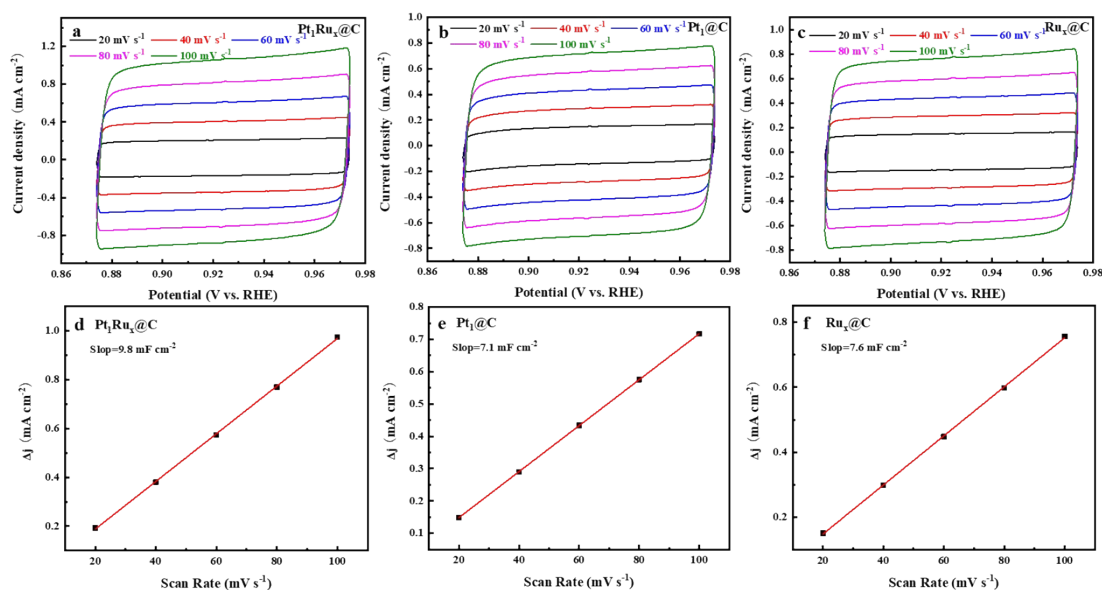 a Pt₁Ruₓ@C
20 mV s⁻¹ 40 mV s⁻¹ 60 mV s⁻¹
80 mV s⁻¹ 100 mV s⁻¹
1.2
0.8
0.4
0.0
-0.4
-0.8
Current density (mA cm⁻²)
0.86 0.88 0.90 0.92 0.94 0.96 0.98
Potential (V vs. RHE)
b Pt₁@C
20 mV s⁻¹ 40 mV s⁻¹ 60 mV s⁻¹
80 mV s⁻¹ 100 mV s⁻¹
1.0
0.8
0.6
0.4
0.2
0.0
-0.2
-0.4
-0.6
-0.8
Current density (mA cm⁻²)
0.86 0.88 0.90 0.92 0.94 0.96 0.98
Potential (V vs. RHE)
c Ruₓ@C
20 mV s⁻¹ 40 mV s⁻¹ 60 mV s⁻¹
80 mV s⁻¹ 100 mV s⁻¹
1.0
0.8
0.6
0.4
0.2
0.0
-0.2
-0.4
-0.6
-0.8
Current density (mA cm⁻²)
0.86 0.88 0.90 0.92 0.94 0.96 0.98
Potential (V vs. RHE)
d Pt₁Ruₓ@C
Slop=9.8 mF cm⁻²
1.0
0.8
0.6
0.4
0.2
Δj (mA cm⁻²)
20 40 60 80 100
Scan Rate (mV s⁻¹)
e Pt₁@C
Slop=7.1 mF cm⁻²
0.8
0.7
0.6
0.5
0.4
0.3
0.2
0.1
Δj (mA cm⁻²)
20 40 60 80 100
Scan Rate (mV s⁻¹)
f Ruₓ@C
Slop=7.6 mF cm⁻²
0.8
0.6
0.4
0.2
Δj (mA cm⁻²)
20 40 60 80 100
Scan Rate (mV s⁻¹)